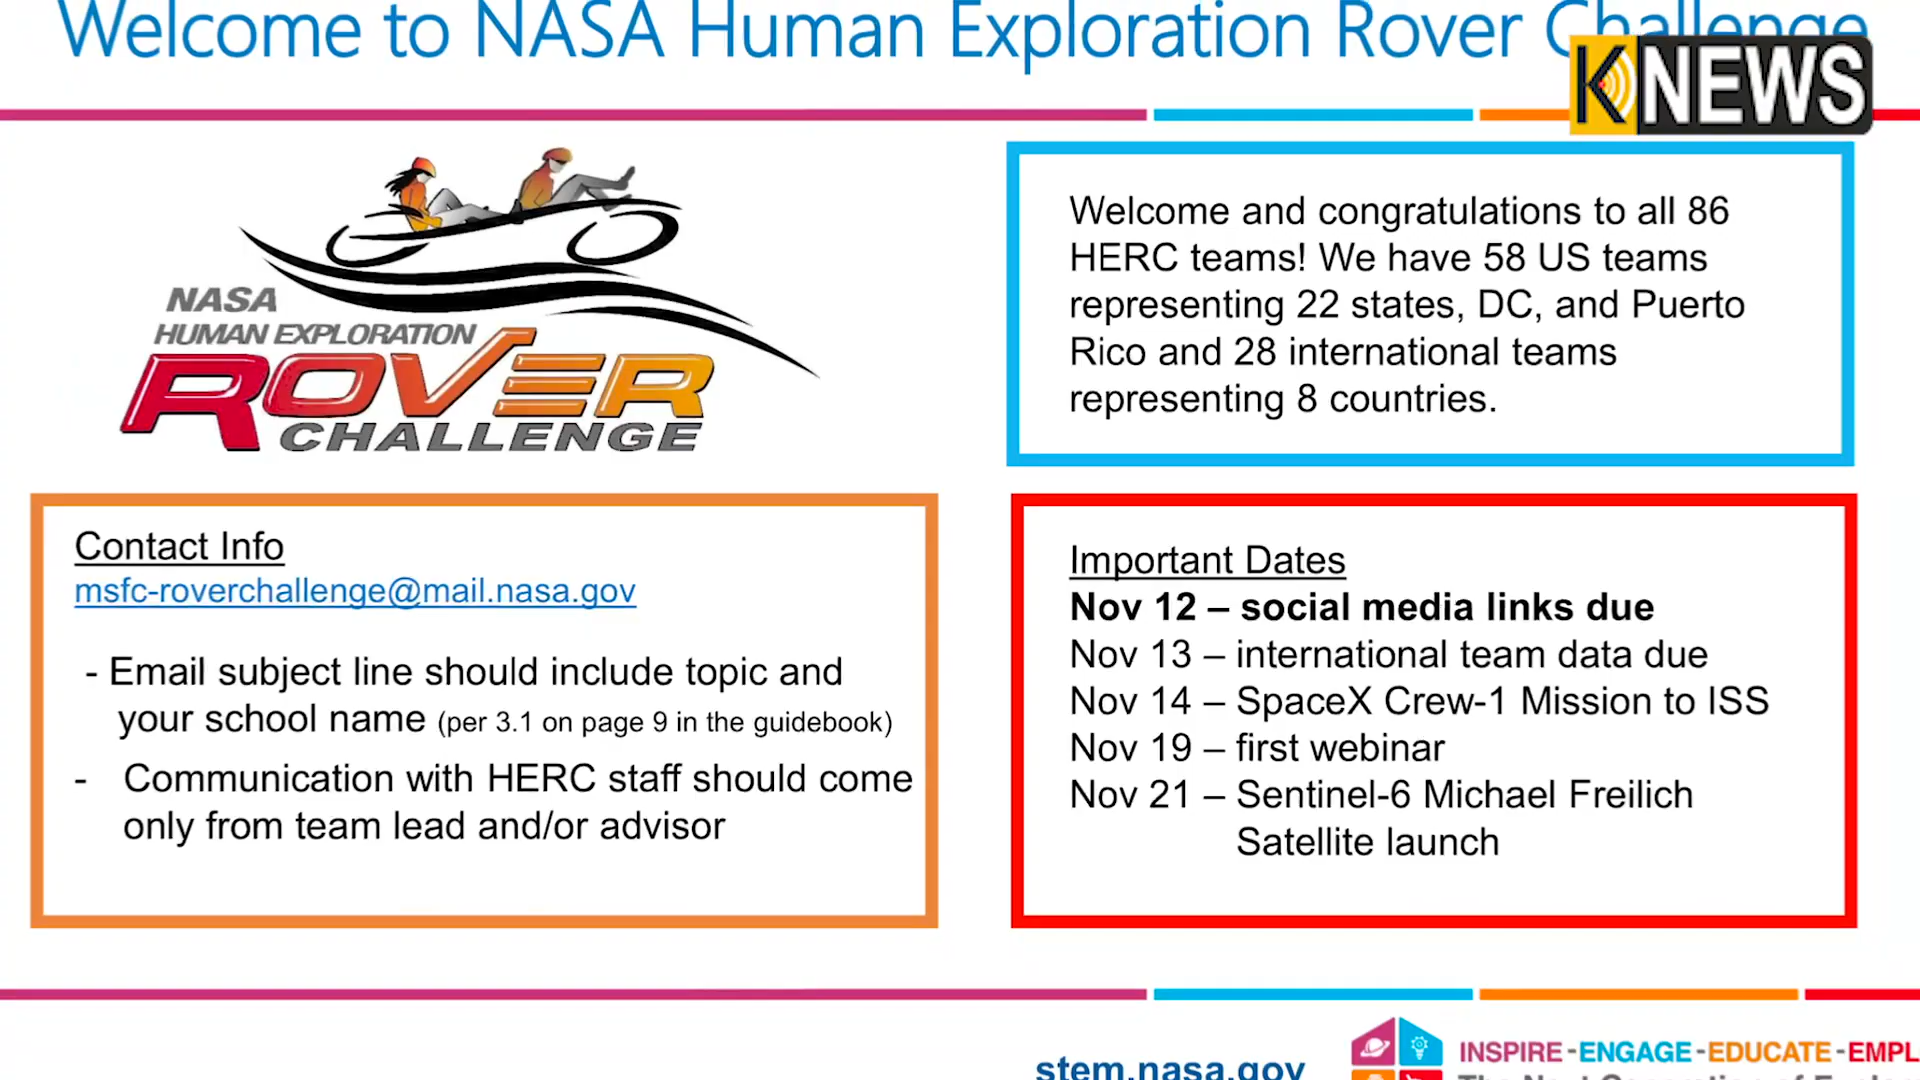 Welcome to NASA Human Exploration Rover Challenge
K NEWS
NASA
HUMAN EXPLORATION
ROVER
CHALLENGE
Welcome and congratulations to all 86
HERC teams! We have 58 US teams
representing 22 states, DC, and Puerto
Rico and 28 international teams
representing 8 countries.
Contact Info
msfc-roverchallenge@mail.nasa.gov
- Email subject line should include topic and
your school name (per 3.1 on page 9 in the guidebook)
- Communication with HERC staff should come
only from team lead and/or advisor
Important Dates
Nov 12 – social media links due
Nov 13 – international team data due
Nov 14 – SpaceX Crew-1 Mission to ISS
Nov 19 – first webinar
Nov 21 – Sentinel-6 Michael Freilich
Satellite launch
stem.nasa.gov
INSPIRE - ENGAGE - EDUCATE - EMPL